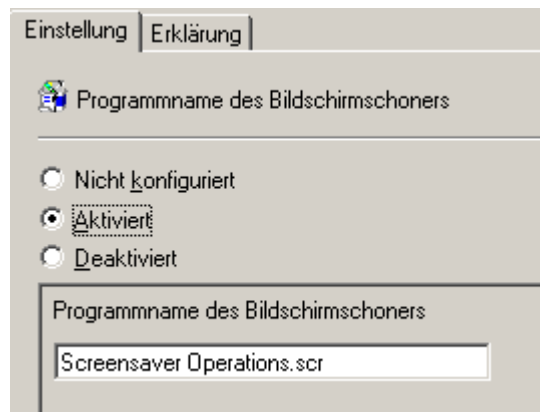 Einstellung
Erklärung
Programmname des Bildschirmschoners
Nicht konfiguriert
Aktiviert
Deaktiviert
Programmname des Bildschirmschoners
Screensaver Operations.scr